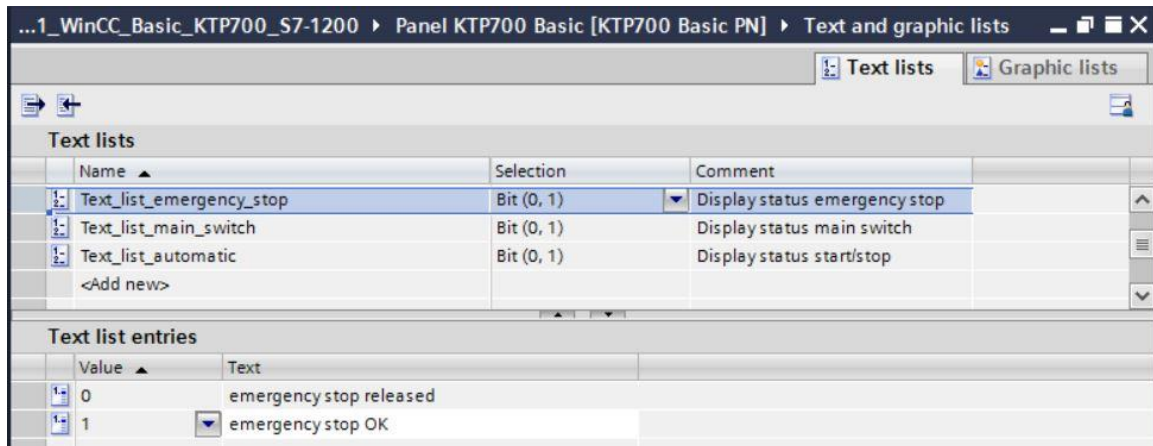 ...1_WinCC_Basic_KTP700_S7-1200 ▸ Panel KTP700 Basic [KTP700 Basic PN] ▸ Text and graphic lists
Text lists Graphic lists
Text lists
Name Selection Comment
Text_list_emergency_stop Bit (0, 1) Display status emergency stop
Text_list_main_switch Bit (0, 1) Display status main switch
Text_list_automatic Bit (0, 1) Display status start/stop
<Add new>
Text list entries
Value Text
0 emergency stop released
1 emergency stop OK